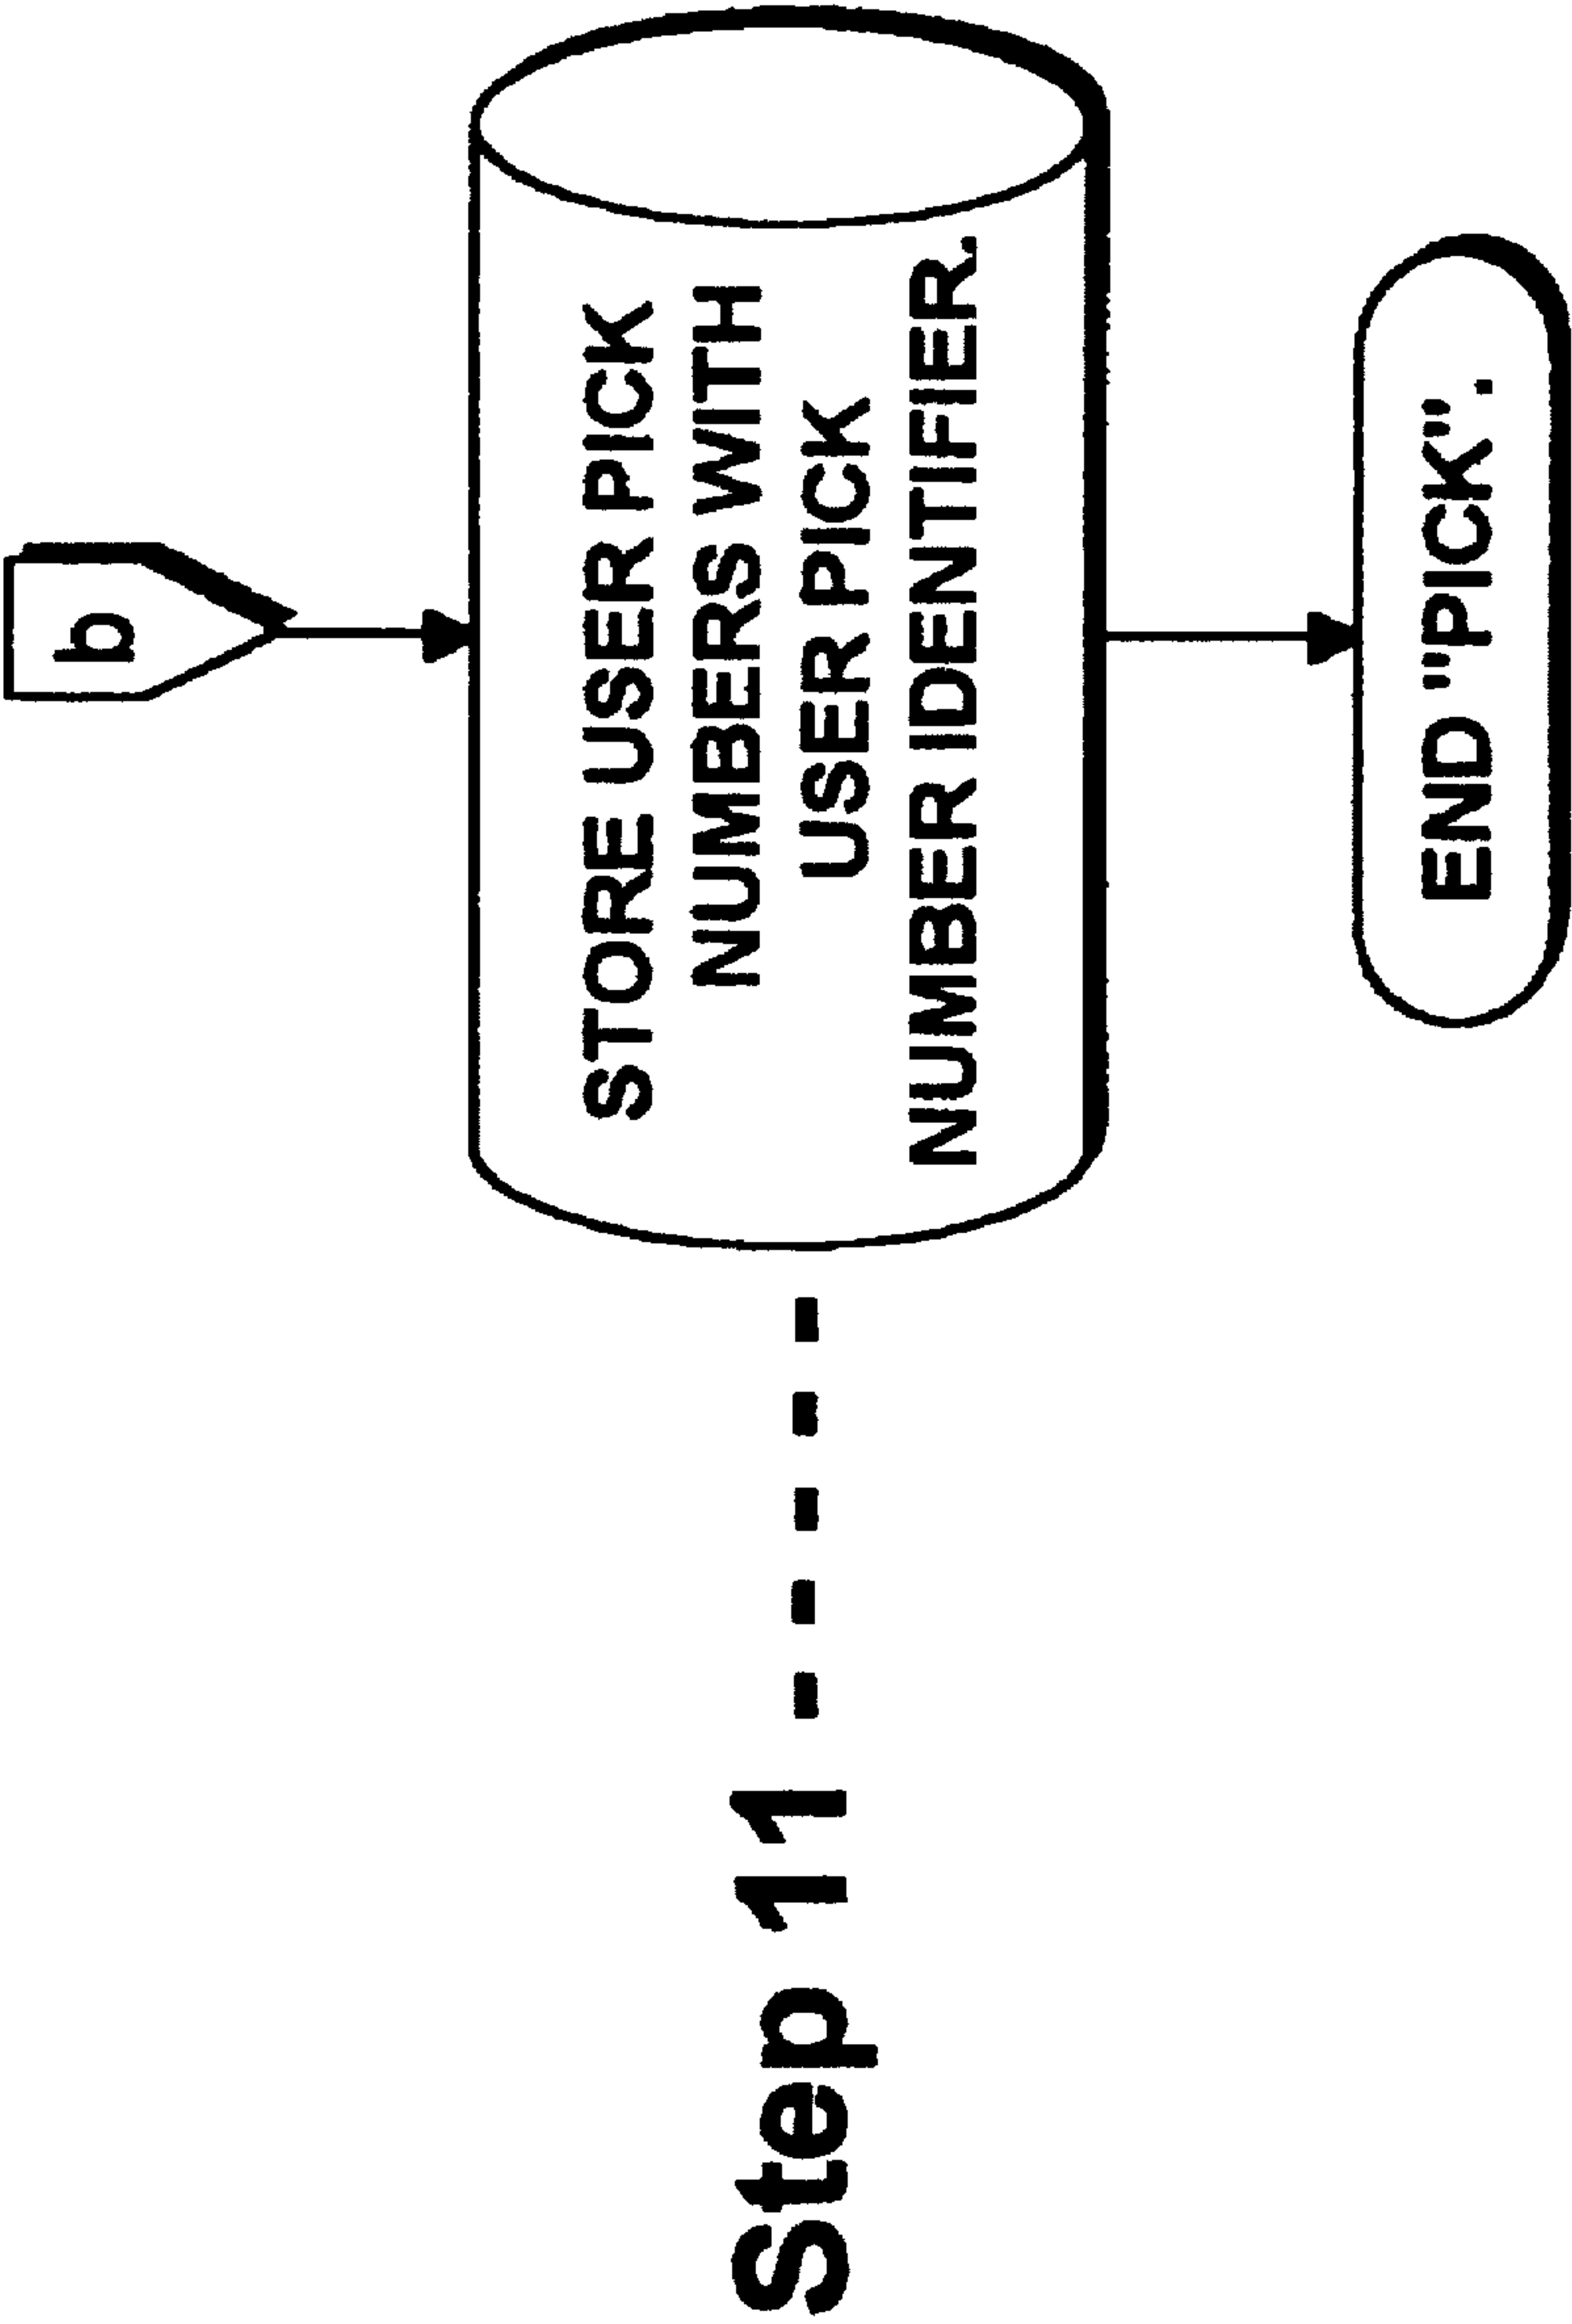 b
STORE USER PICK
NUMBERS WITH
USER PICK
NUMBER IDENTIFIER.
Step 11
END "PICK".